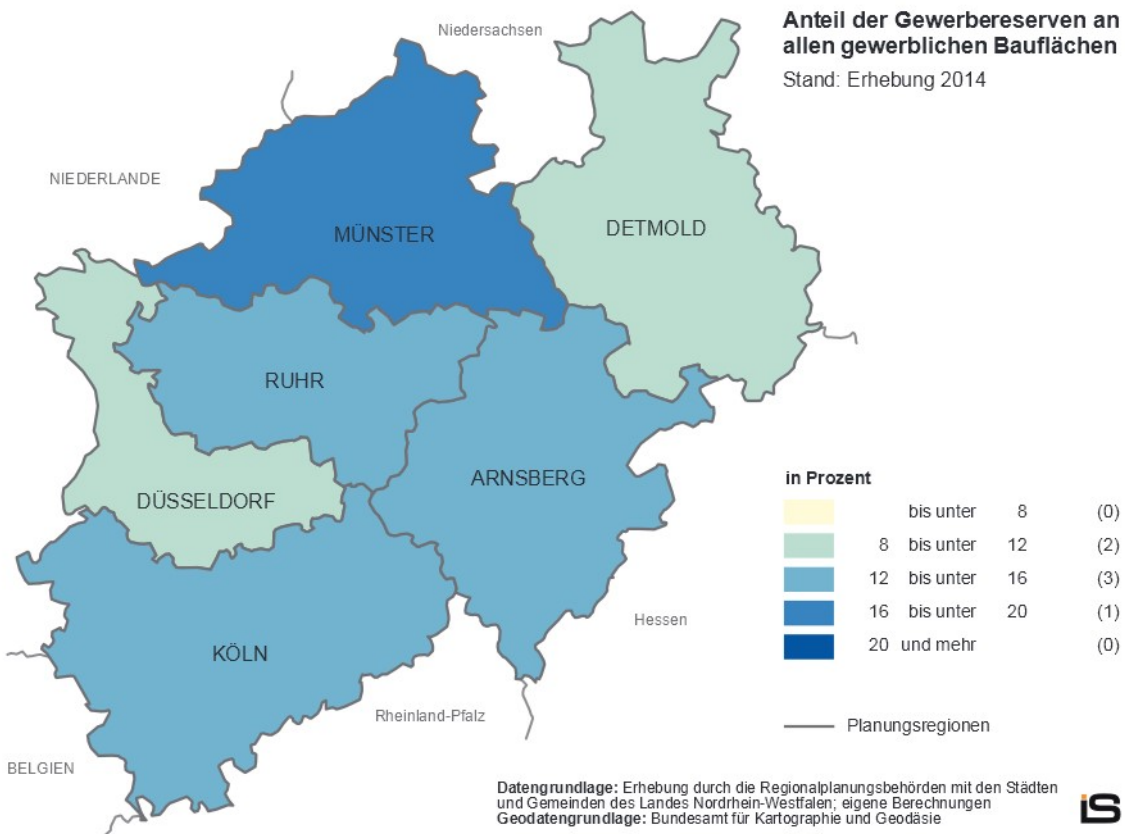 Anteil der Gewerbereserven an
allen gewerblichen Bauflächen
Stand: Erhebung 2014
Niedersachsen
NIEDERLANDE
MÜNSTER
DETMOLD
RUHR
ARNSBERG
DÜSSELDORF
KÖLN
Hessen
Rheinland-Pfalz
BELGIEN
in Prozent
bis unter 8 (0)
8 bis unter 12 (2)
12 bis unter 16 (3)
16 bis unter 20 (1)
20 und mehr (0)
Planungsregionen
Datengrundlage: Erhebung durch die Regionalplanungsbehörden mit den Städten
und Gemeinden des Landes Nordrhein-Westfalen; eigene Berechnungen
Geodatengrundlage: Bundesamt für Kartographie und Geodäsie
iS